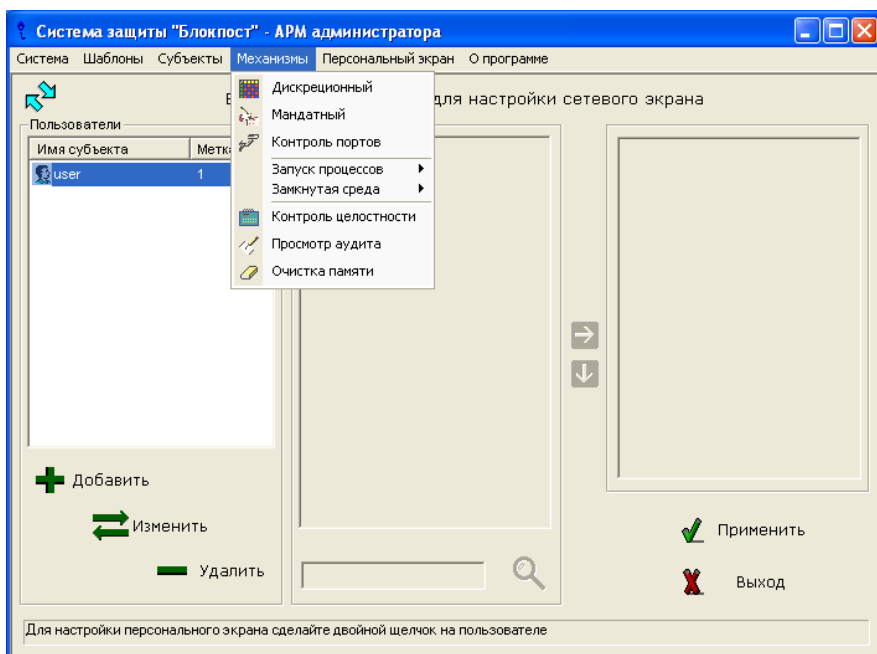 Система защиты "Блокпост" - АРМ администратора
Система Шаблоны Субъекты Механизмы Персональный экран О программе
для настройки сетевого экрана
Дискреционный
Мандатный
Контроль портов
Запуск процессов
Замкнутая среда
Контроль целостности
Просмотр аудита
Очистка памяти
Пользователи
Имя субъекта
user 1
Добавить
Изменить
Удалить
Применить
Выход
Для настройки персонального экрана сделайте двойной щелчок на пользователе